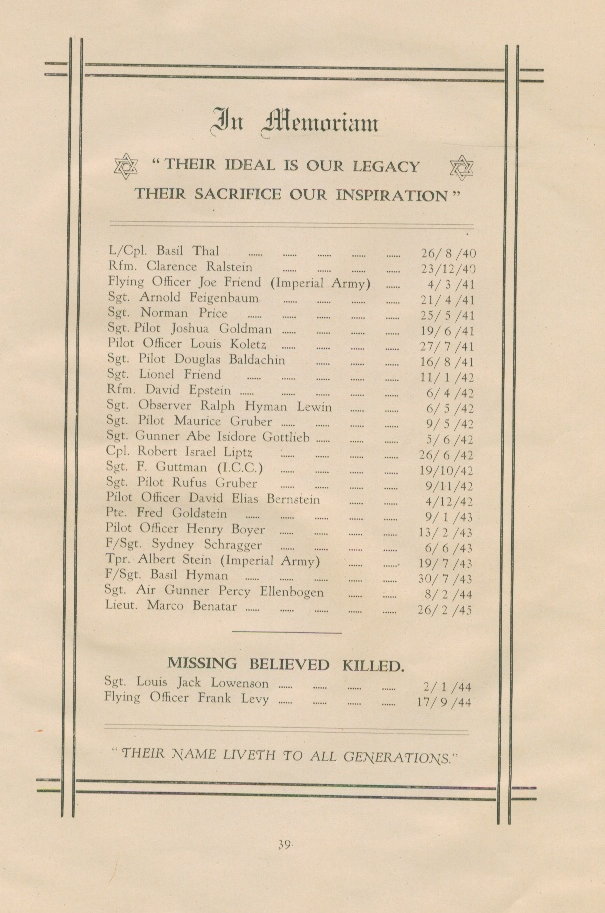 In Memoriam
"THEIR IDEAL IS OUR LEGACY
THEIR SACRIFICE OUR INSPIRATION"
L/Cpl. Basil Thal ...... ...... ...... ...... ...... 26/ 8 /40
Rfm. Clarence Ralstein ...... ...... ...... ...... 23/12/40
Flying Officer Joe Friend (Imperial Army) ...... 4/ 3 /41
Sgt. Arnold Feigenbaum ...... ...... ...... ...... 21/ 4 /41
Sgt. Norman Price ...... ...... ...... ...... ...... 25/ 5 /41
Sgt. Pilot Joshua Goldman ...... ...... ...... ...... 19/ 6 /41
Pilot Officer Louis Koletz ...... ...... ...... ...... 27/ 7 /41
Sgt. Pilot Douglas Baldachin ...... ...... ...... 16/ 8 /41
Sgt. Lionel Friend ...... ...... ...... ...... ...... 11/ 1 /42
Rfm. David Epstein ...... ...... ...... ...... ...... 6/ 4 /42
Sgt. Observer Ralph Hyman Lewin ...... ...... 6/ 5 /42
Sgt. Pilot Maurice Gruber ...... ...... ...... ...... 9/ 5 /42
Sgt. Gunner Abe Isidore Gottlieb ...... ...... ...... 5/ 6 /42
Cpl. Robert Israel Liptz ...... ...... ...... ...... 26/ 6 /42
Sgt. F. Guttman (I.C.C.) ...... ...... ...... ...... 19/10/42
Sgt. Pilot Rufus Gruber ...... ...... ...... ...... 9/11/42
Pilot Officer David Elias Bernstein ...... ...... 4/12/42
Pte. Fred Goldstein ...... ...... ...... ...... ...... 9/ 1 /43
Pilot Officer Henry Boyer ...... ...... ...... ...... 13/ 2 /43
F/Sgt. Sydney Schragger ...... ...... ...... ...... 6/ 6 /43
Tpr. Albert Stein (Imperial Army) ...... ...... 19/ 7 /43
F/Sgt. Basil Hyman ...... ...... ...... ...... ...... 30/ 7 /43
Sgt. Air Gunner Percy Ellenbogen ...... ...... 8/ 2 /44
Lieut. Marco Benatar ...... ...... ...... ...... ...... 26/ 2 /45
MISSING BELIEVED KILLED.
Sgt. Louis Jack Lowenson ...... ...... ...... ...... 2/ 1 /44
Flying Officer Frank Levy ...... ...... ...... ...... 17/ 9 /44
"THEIR NAME LIVETH TO ALL GENERATIONS."
39